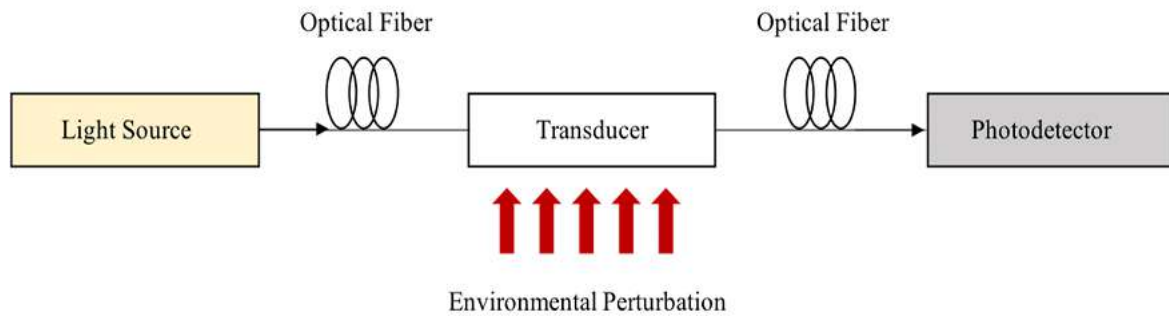 Optical Fiber
Optical Fiber
Light Source
Transducer
Photodetector
Environmental Perturbation